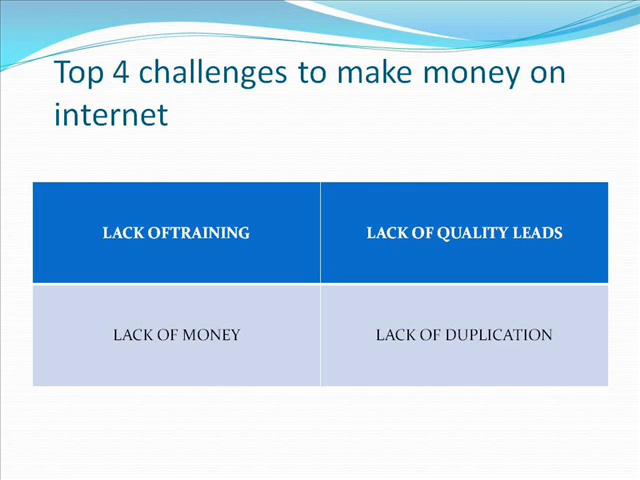 Top 4 challenges to make money on
internet
LACK OFTRAINING
LACK OF QUALITY LEADS
LACK OF MONEY
LACK OF DUPLICATION